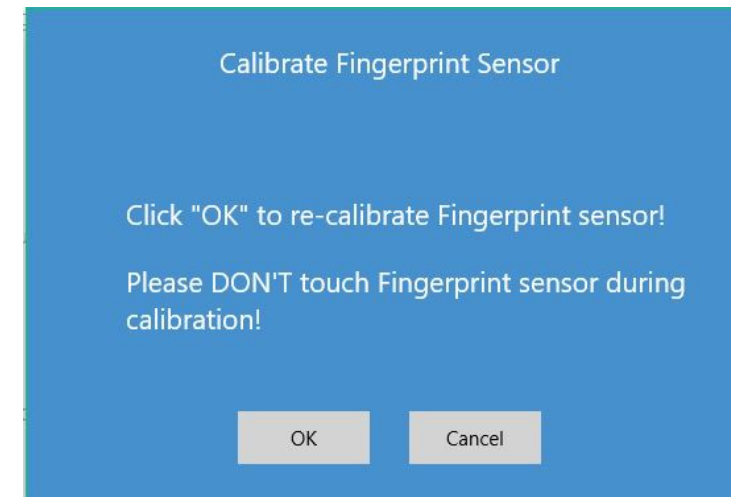 Calibrate Fingerprint Sensor
Click "OK" to re-calibrate Fingerprint sensor!
Please DON'T touch Fingerprint sensor during
calibration!
OK
Cancel